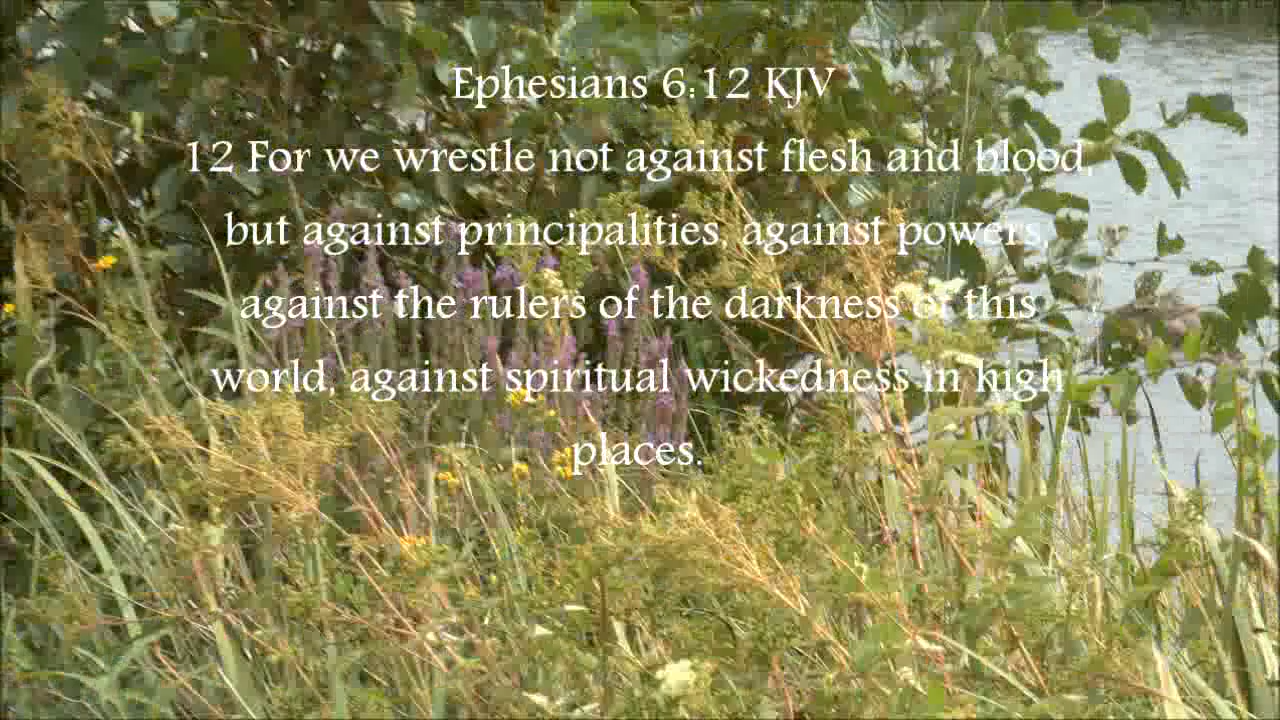 Ephesians 6:12 KJV
12 For we wrestle not against flesh and blood,
but against principalities, against powers,
against the rulers of the darkness of this
world, against spiritual wickedness in high
places.